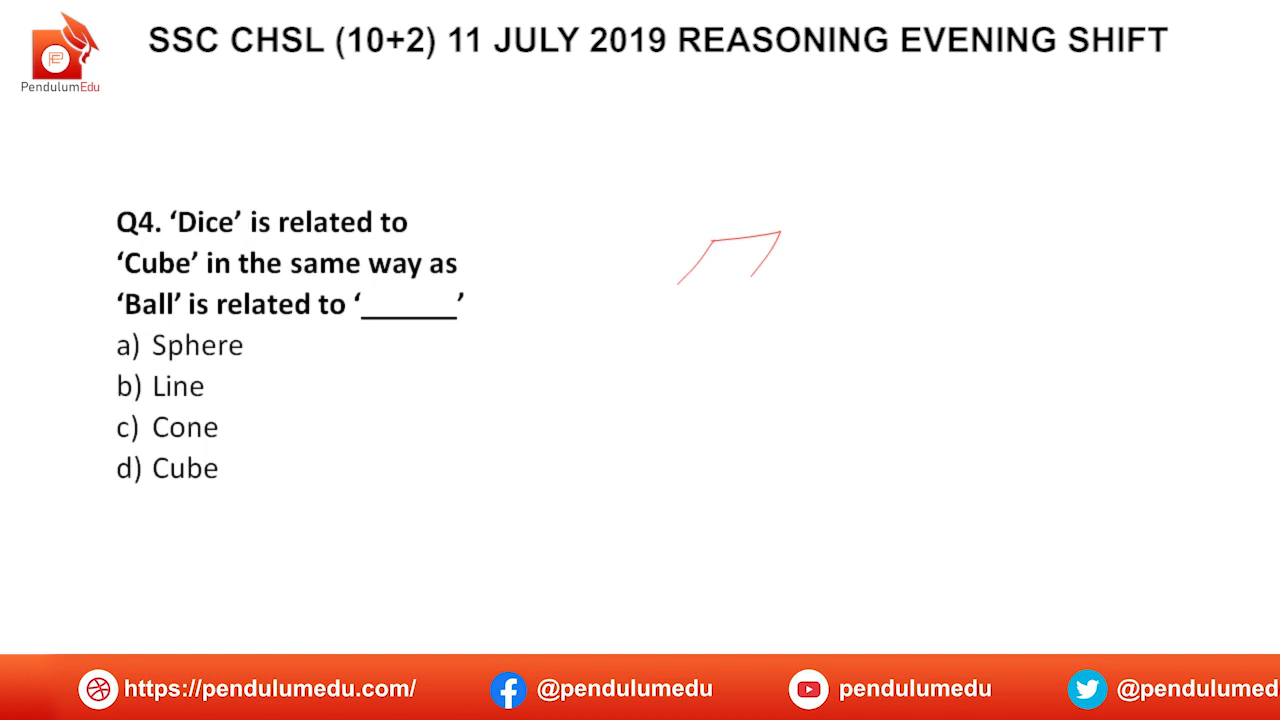 SSC CHSL (10+2) 11 JULY 2019 REASONING EVENING SHIFT
PendulumEdu
Q4. ‘Dice’ is related to
‘Cube’ in the same way as
‘Ball’ is related to ‘______’
a) Sphere
b) Line
c) Cone
d) Cube
https://pendulumedu.com/ @pendulumedu pendulumedu @pendulumed